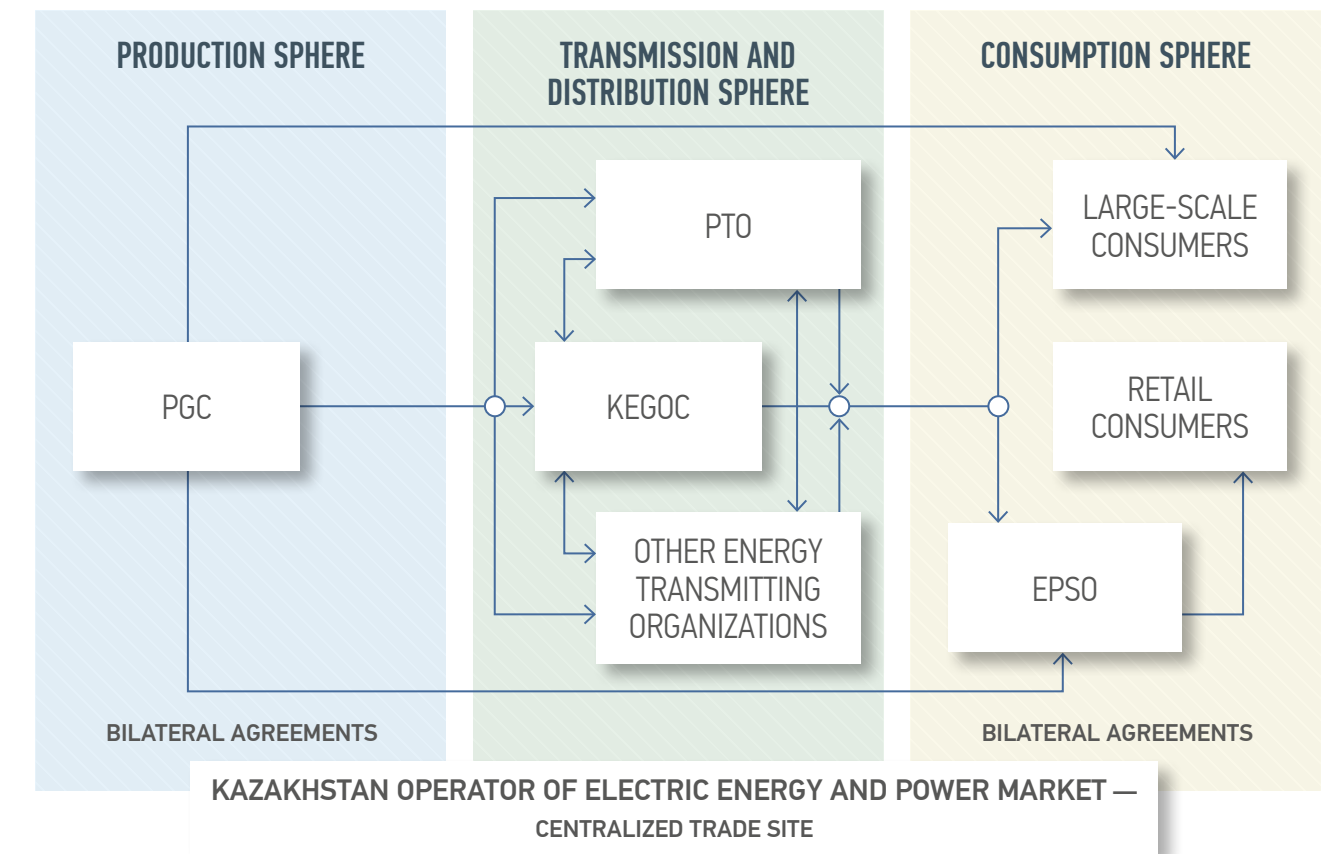 PRODUCTION SPHERE
TRANSMISSION AND
DISTRIBUTION SPHERE
CONSUMPTION SPHERE
PTO
LARGE-SCALE
CONSUMERS
PGC
KEGOC
RETAIL
CONSUMERS
OTHER ENERGY
TRANSMITTING
ORGANIZATIONS
EPSO
BILATERAL AGREEMENTS
BILATERAL AGREEMENTS
KAZAKHSTAN OPERATOR OF ELECTRIC ENERGY AND POWER MARKET —
CENTRALIZED TRADE SITE